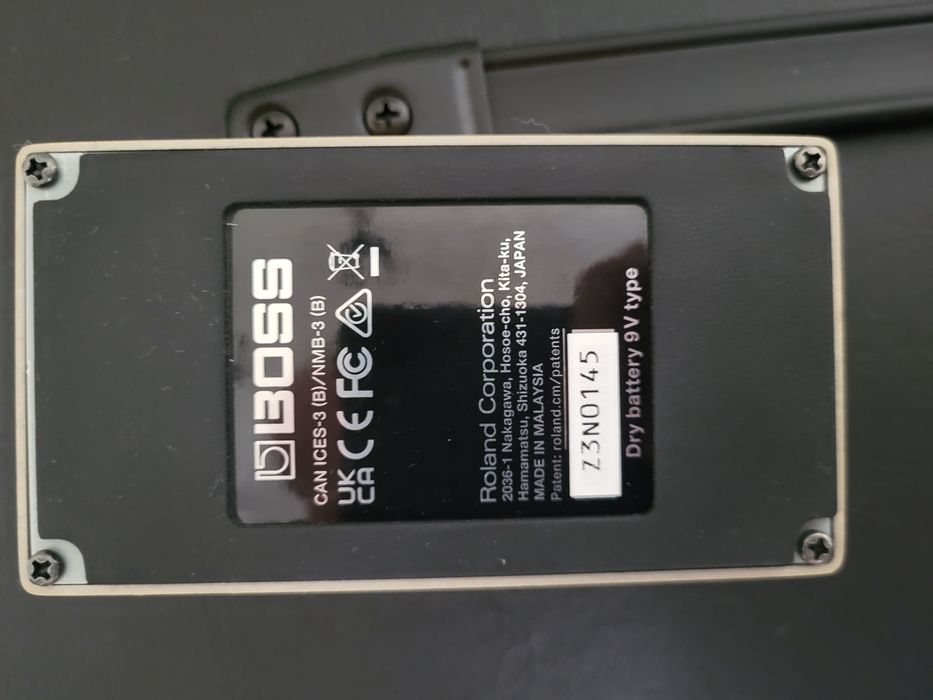 BOSS
CAN ICES-3 (B)/NMB-3 (B)
UK
CA CE FC
Roland Corporation
2036-1 Nakagawa, Hosoe-cho, Kita-ku,
Hamamatsu, Shizuoka 431-1304, JAPAN
MADE IN MALAYSIA
Patent: roland.cm/patents
Z3N0145
Dry battery 9V type